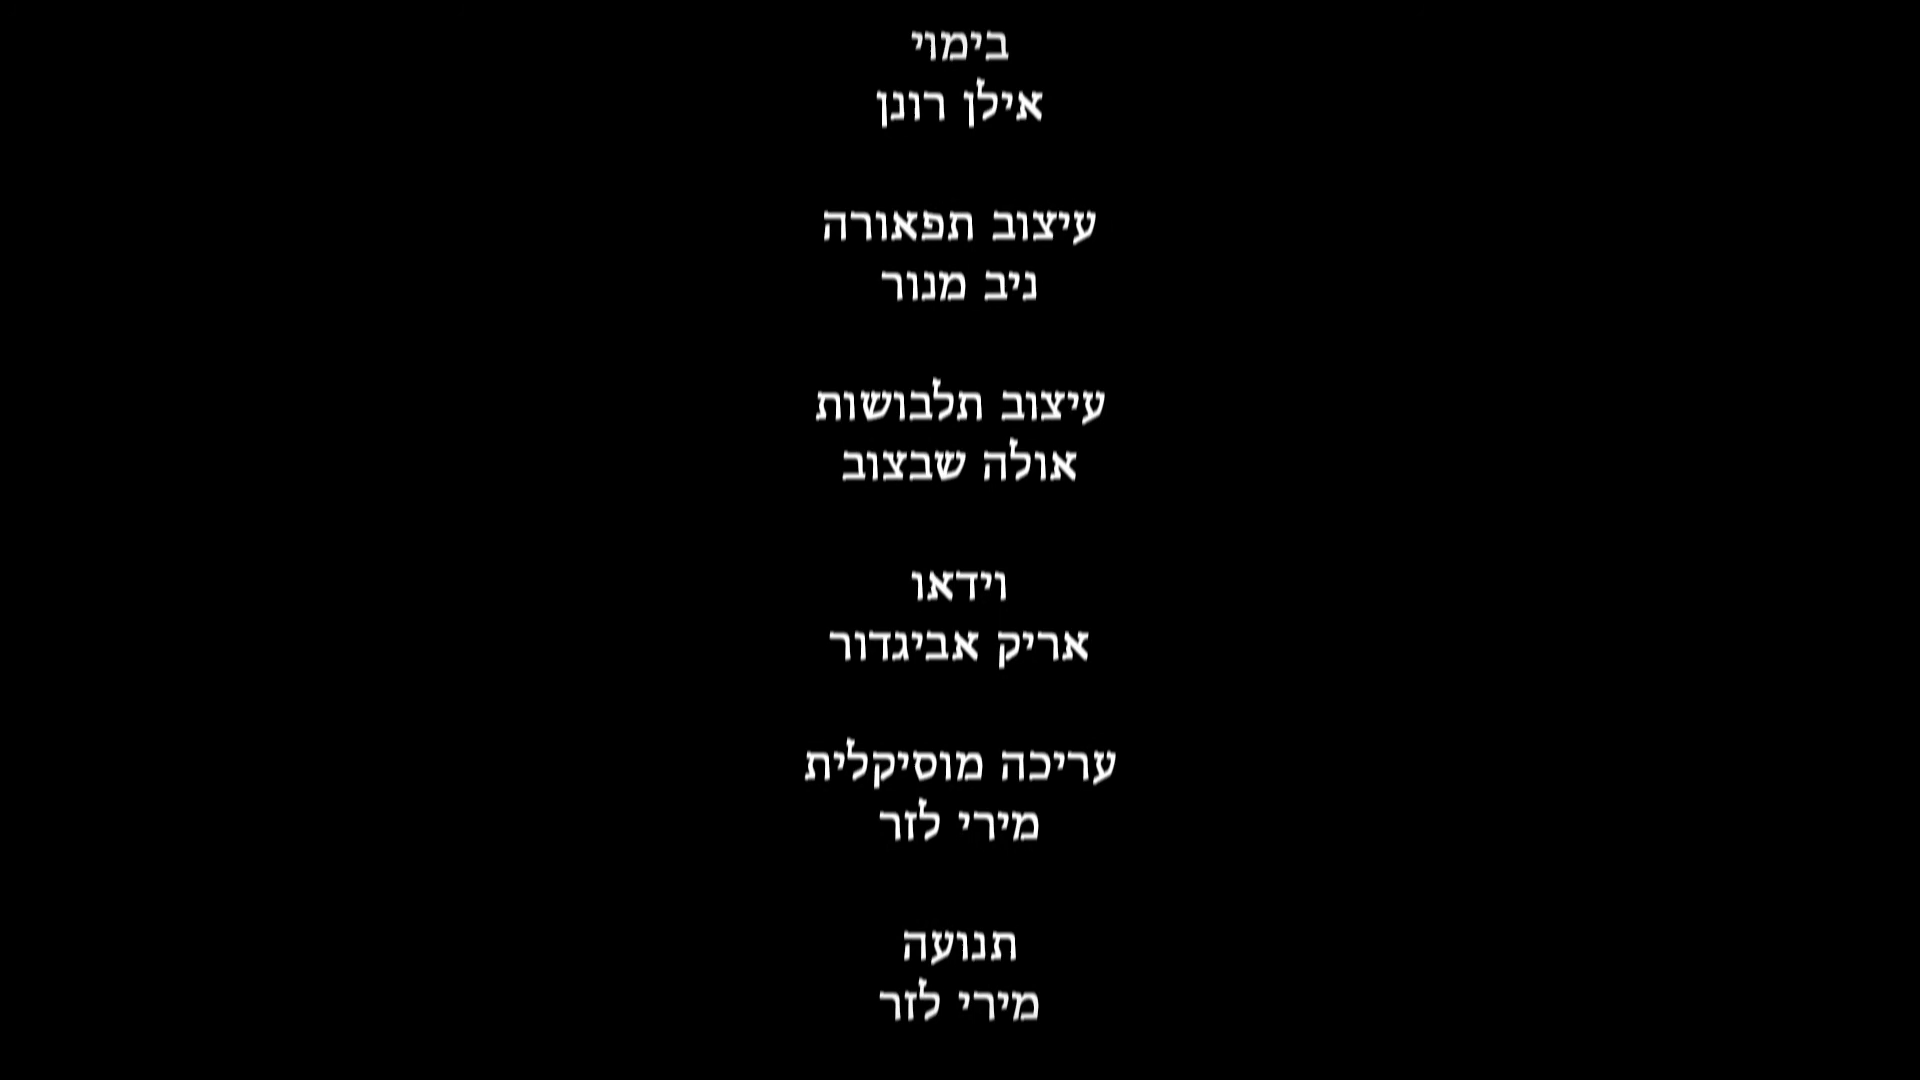 בימוי
אילן רונן
עיצוב תפאורה
ניב מנור
עיצוב תלבושות
אולה שבצוב
וידאו
אריק אביגדור
עריכה מוסיקלית
מירי לזר
תנועה
מירי לזר